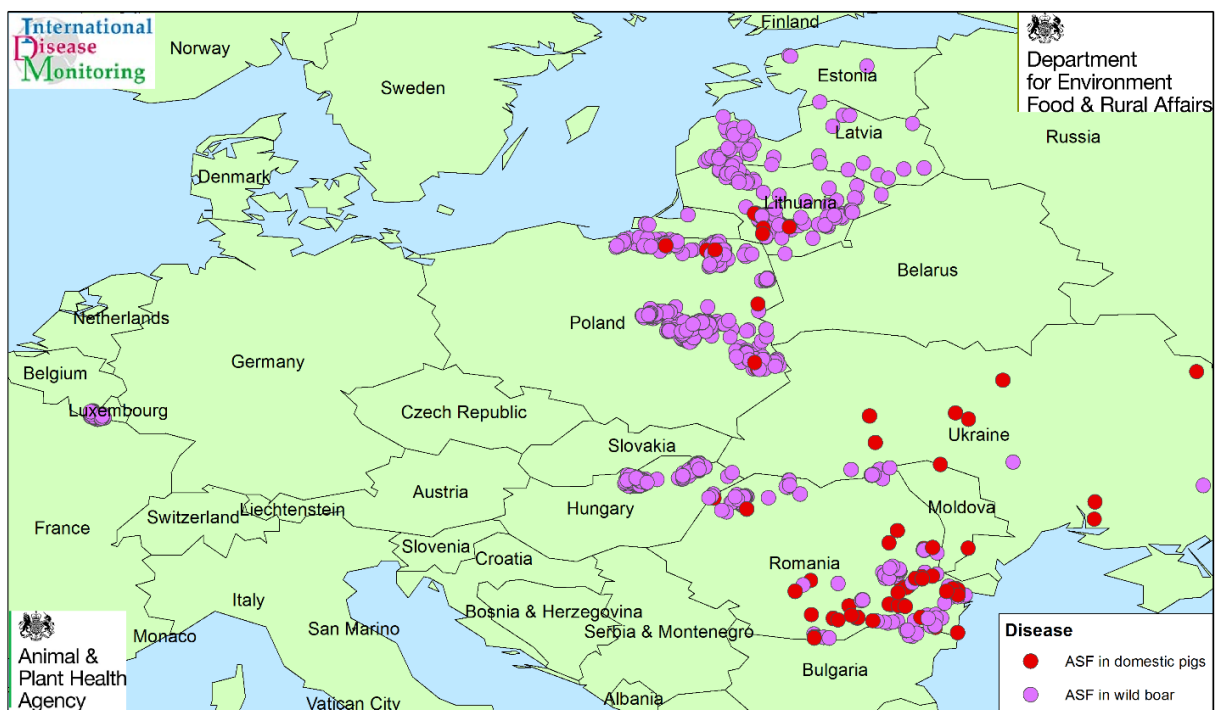 International
Disease
Monitoring
Department
for Environment
Food & Rural Affairs
Finland
Norway
Sweden
Estonia
Latvia
Russia
Denmark
Lithuania
Belarus
Netherlands
Poland
Germany
Belgium
Luxembourg
Czech Republic
Ukraine
Slovakia
Austria
Hungary
Moldova
Switzerland
Liechtenstein
France
Slovenia
Croatia
Romania
Italy
Bosnia & Herzegovina
San Marino
Serbia & Montenegro
Monaco
Bulgaria
Albania
Vatican City
Animal &
Plant Health
Agency
Disease
ASF in domestic pigs
ASF in wild boar